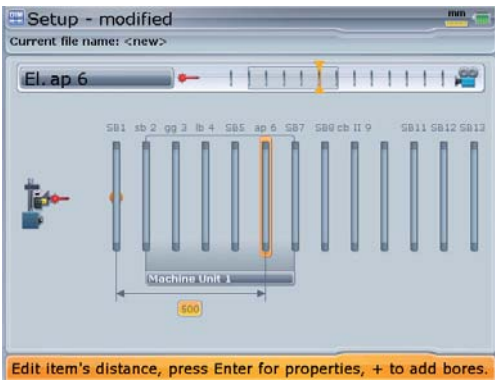 Setup - modified
mm
Current file name: <new>
El. ap 6
SB1 sb 2 gg 3 lb 4 SB5 ap 6 SB7 SB8 cb II 9 SB11 SB12 SB13
Machine Unit 1
600
Edit item's distance, press Enter for properties, + to add bores.